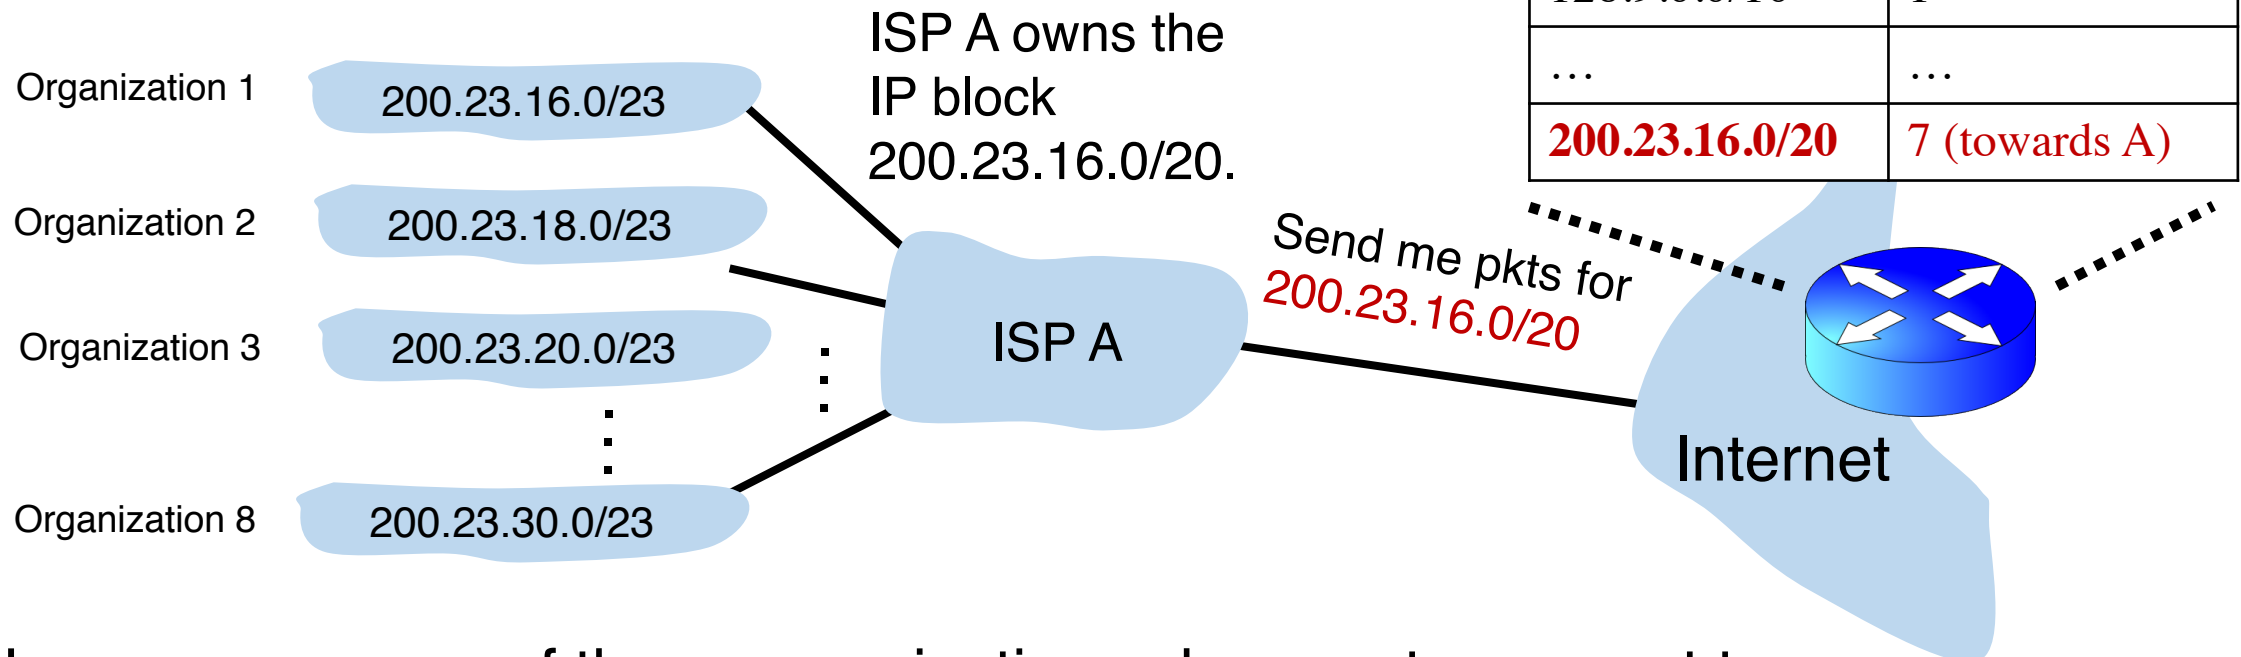 ISP A owns the
IP block
200.23.16.0/20.
Organization 1
200.23.16.0/23
Organization 2
200.23.18.0/23
Organization 3
200.23.20.0/23
Organization 8
200.23.30.0/23
ISP A
Send me pkts for
200.23.16.0/20
… …
200.23.16.0/20 7 (towards A)
Internet